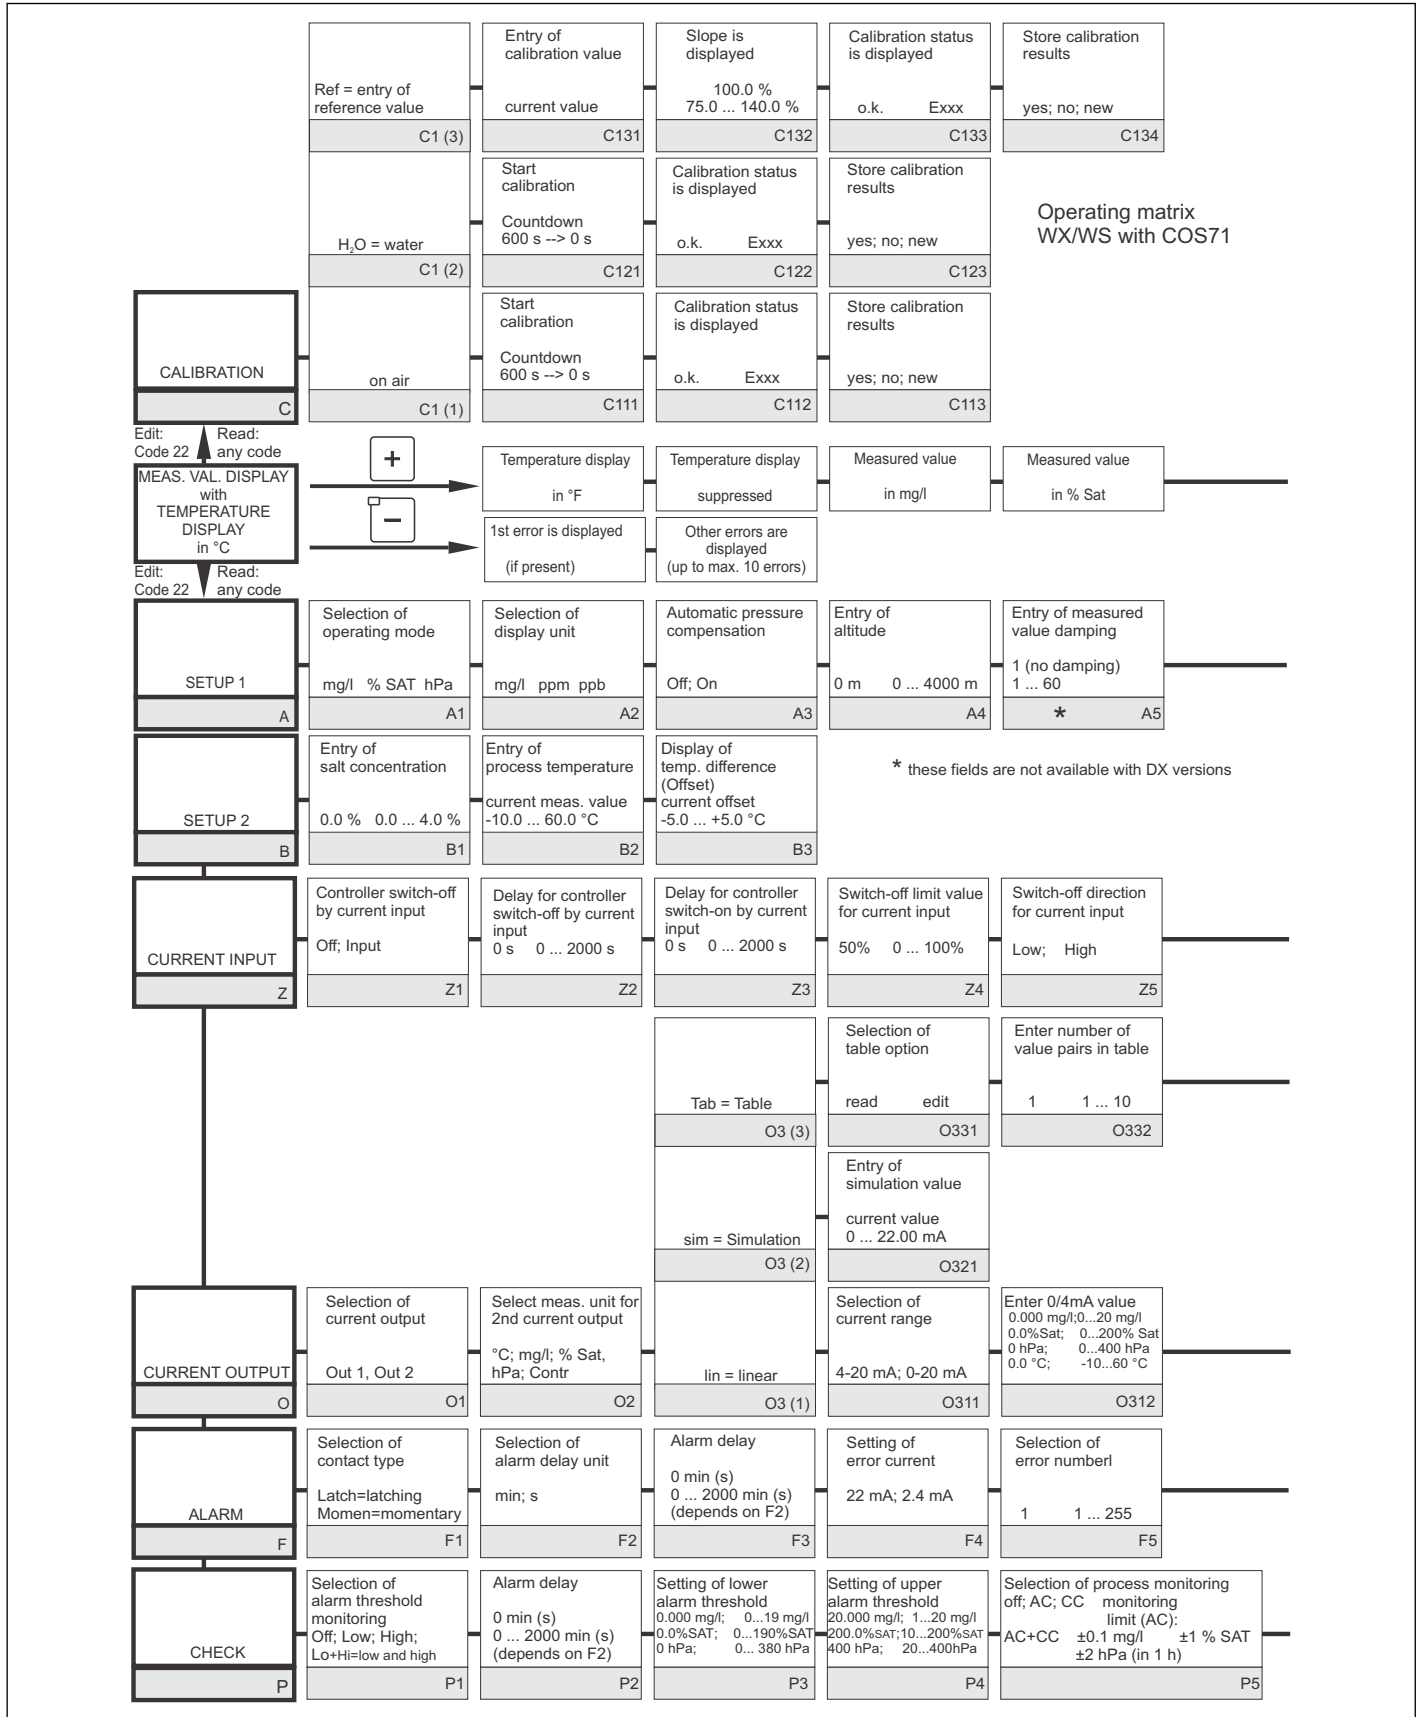 Ref = entry of
reference value
C1 (3)
Entry of
calibration value
current value
C131
Slope is
displayed
100.0 %
75.0 ... 140.0 %
C132
Calibration status
is displayed
o.k. Exxx
C133
Store calibration
results
yes; no; new
C134
H₂O = water
C1 (2)
Start
calibration
Countdown
600 s --> 0 s
C121
Calibration status
is displayed
o.k. Exxx
C122
Store calibration
results
yes; no; new
C123
Operating matrix
WX/WS with COS71
CALIBRATION
C
on air
C1 (1)
Start
calibration
Countdown
600 s --> 0 s
C111
Calibration status
is displayed
o.k. Exxx
C112
Store calibration
results
yes; no; new
C113
Edit: Read:
Code 22 any code
MEAS. VAL. DISPLAY
with
TEMPERATURE
DISPLAY
in °C
+
Temperature display
in °F
Temperature display
suppressed
Measured value
in mg/l
Measured value
in % Sat
−
1st error is displayed
(if present)
Other errors are
displayed
(up to max. 10 errors)
Edit: Read:
Code 22 any code
SETUP 1
A
Selection of
operating mode
mg/l % SAT hPa
A1
Selection of
display unit
mg/l ppm ppb
A2
Automatic pressure
compensation
Off; On
A3
Entry of
altitude
0 m 0 ... 4000 m
A4
Entry of measured
value damping
1 (no damping)
1 ... 60
* A5
SETUP 2
B
Entry of
salt concentration
0.0 % 0.0 ... 4.0 %
B1
Entry of
process temperature
current meas. value
-10.0 ... 60.0 °C
B2
Display of
temp. difference
(Offset)
current offset
-5.0 ... +5.0 °C
B3
* these fields are not available with DX versions
CURRENT INPUT
Z
Controller switch-off
by current input
Off; Input
Z1
Delay for controller
switch-off by current
input
0 s 0 ... 2000 s
Z2
Delay for controller
switch-on by current
input
0 s 0 ... 2000 s
Z3
Switch-off limit value
for current input
50% 0 ... 100%
Z4
Switch-off direction
for current input
Low; High
Z5
Tab = Table
O3 (3)
Selection of
table option
read edit
O331
Enter number of
value pairs in table
1 1 ... 10
O332
sim = Simulation
O3 (2)
Entry of
simulation value
current value
0 ... 22.00 mA
O321
CURRENT OUTPUT
O
Selection of
current output
Out 1, Out 2
O1
Select meas. unit for
2nd current output
°C; mg/l; % Sat,
hPa; Contr
O2
lin = linear
O3 (1)
Selection of
current range
4-20 mA; 0-20 mA
O311
Enter 0/4mA value
0.000 mg/l;0...20 mg/l
0.0%Sat; 0...200% Sat
0 hPa; 0...400 hPa
0.0 °C; -10...60 °C
O312
ALARM
F
Selection of
contact type
Latch=latching
Momen=momentary
F1
Selection of
alarm delay unit
min; s
F2
Alarm delay
0 min (s)
0 ... 2000 min (s)
(depends on F2)
F3
Setting of
error current
22 mA; 2.4 mA
F4
Selection of
error numberl
1 1 ... 255
F5
CHECK
P
Selection of
alarm threshold
monitoring
Off; Low; High;
Lo+Hi=low and high
P1
Alarm delay
0 min (s)
0 ... 2000 min (s)
(depends on F2)
P2
Setting of lower
alarm threshold
0.000 mg/l; 0...19 mg/l
0.0%SAT; 0...190%SAT
0 hPa; 0... 380 hPa
P3
Setting of upper
alarm threshold
20.000 mg/l; 1...20 mg/l
200.0%SAT;10...200%SAT
400 hPa; 20...400hPa
P4
Selection of process monitoring
off; AC; CC monitoring
limit (AC):
AC+CC ±0.1 mg/l ±1 % SAT
±2 hPa (in 1 h)
P5